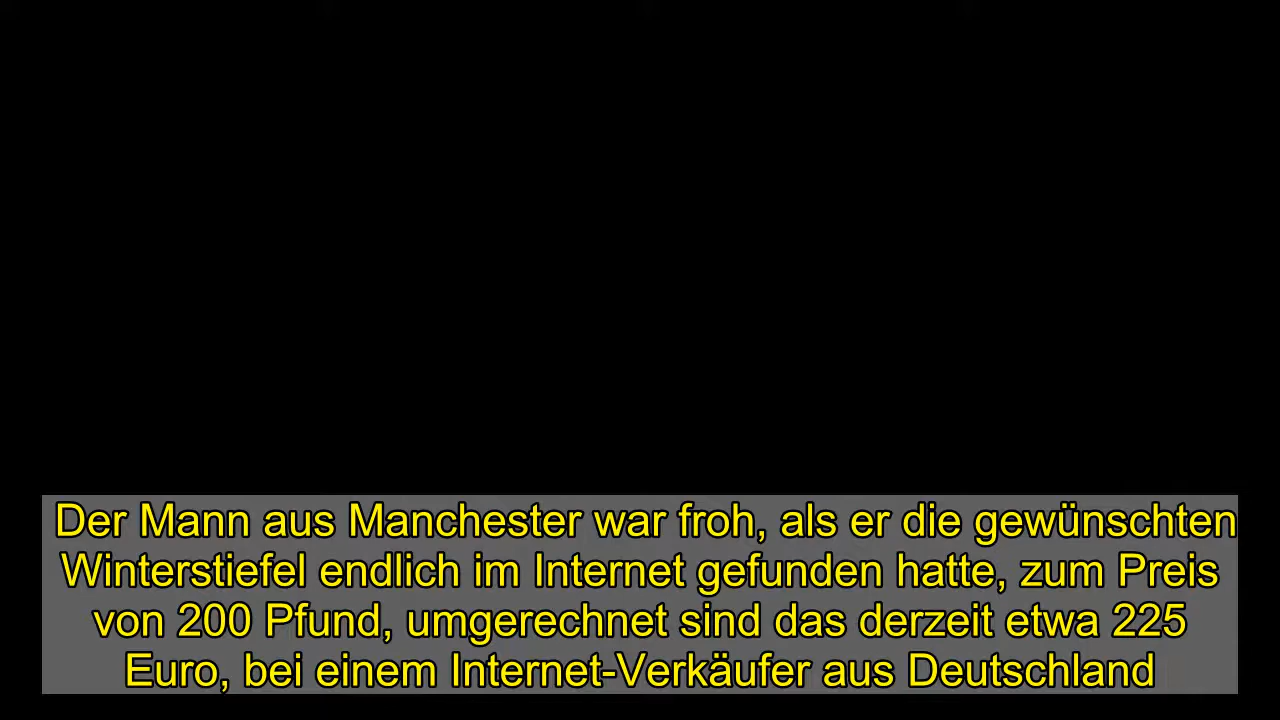 Der Mann aus Manchester war froh, als er die gewünschten
Winterstiefel endlich im Internet gefunden hatte, zum Preis
von 200 Pfund, umgerechnet sind das derzeit etwa 225
Euro, bei einem Internet-Verkäufer aus Deutschland